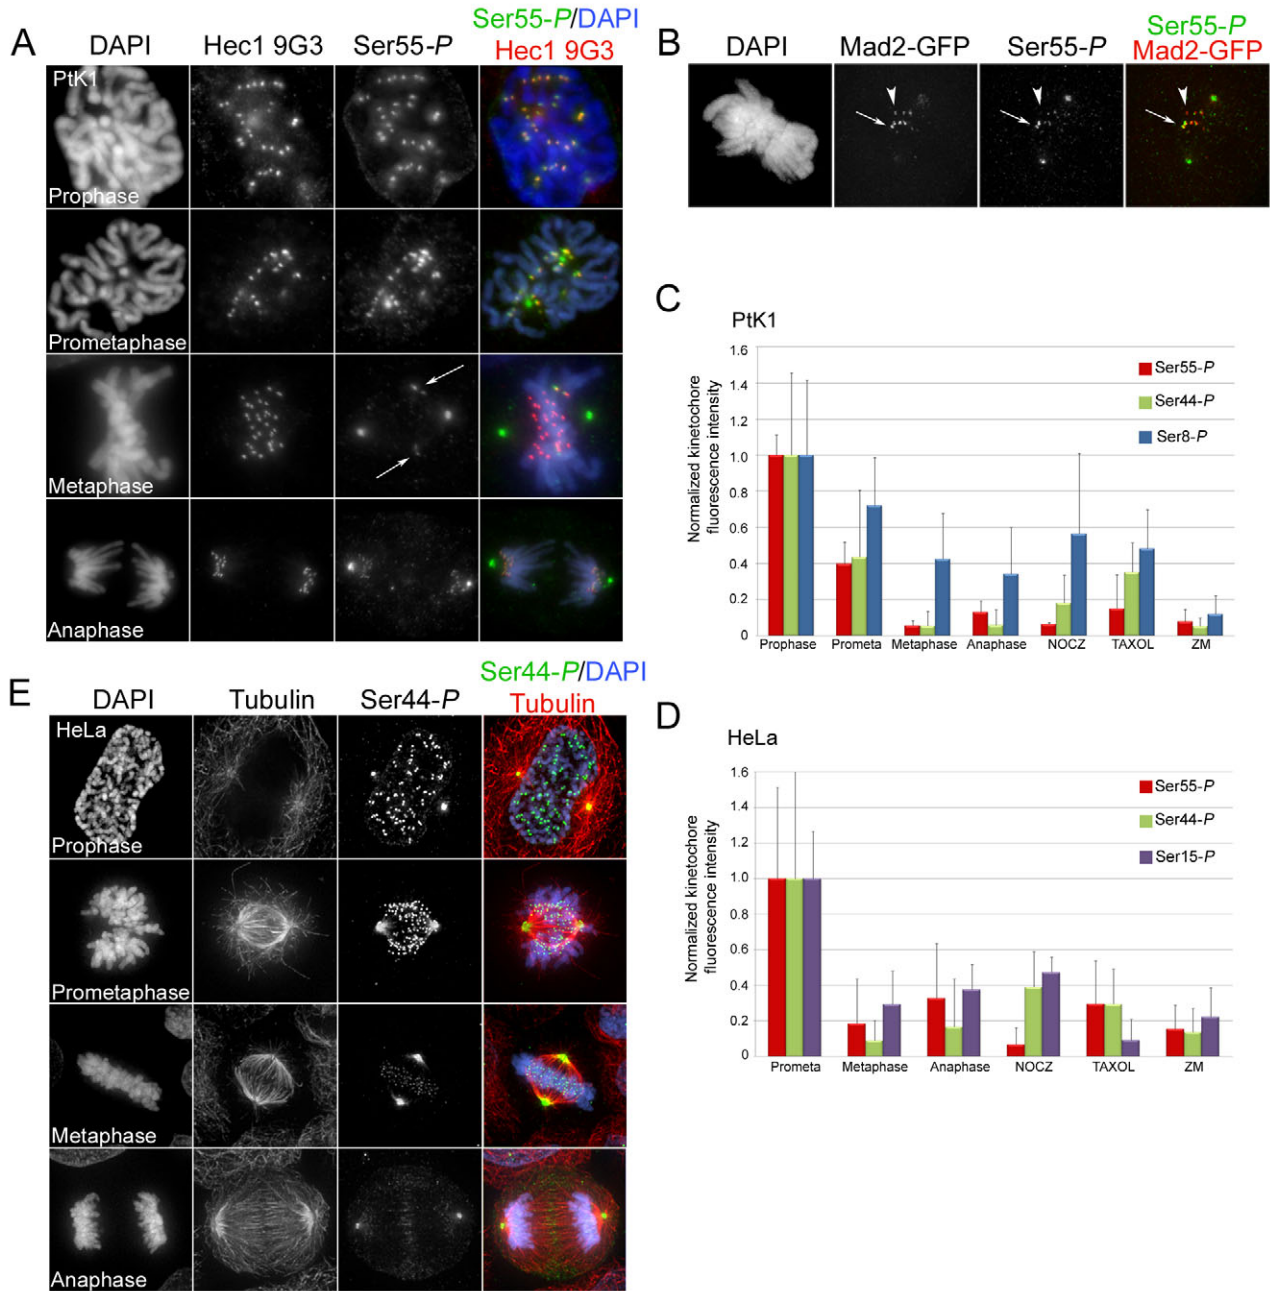 A
DAPI
Hec1 9G3
Ser55-P
Ser55-P/DAPI
Hec1 9G3
PtK1
Prophase
Prometaphase
Metaphase
Anaphase
B
DAPI
Mad2-GFP
Ser55-P
Ser55-P
Mad2-GFP
C
PtK1
Normalized kinetochore
fluorescence intensity
1.6
1.4
1.2
1.0
0.8
0.6
0.4
0.2
0
Ser55-P
Ser44-P
Ser8-P
Prophase Prometa Metaphase Anaphase NOCZ TAXOL ZM
E
DAPI
Tubulin
Ser44-P
Ser44-P/DAPI
Tubulin
HeLa
Prophase
Prometaphase
Metaphase
Anaphase
D
HeLa
Normalized kinetochore
fluorescence intensity
1.6
1.4
1.2
1.0
0.8
0.6
0.4
0.2
0
Ser55-P
Ser44-P
Ser15-P
Prometa Metaphase Anaphase NOCZ TAXOL ZM